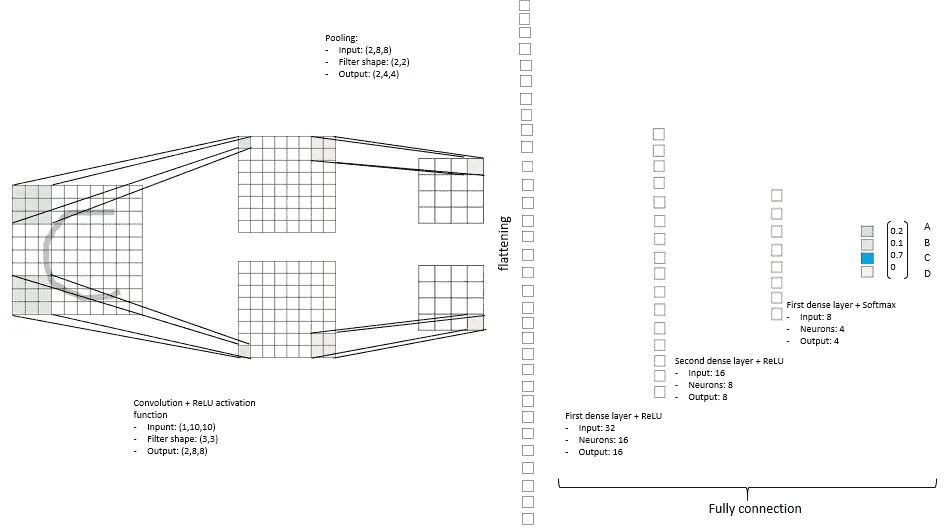 Pooling:
- Input: (2,8,8)
- Filter shape: (2,2)
- Output: (2,4,4)
flattening
0.2
0.1
0.7
0
A
B
C
D
First dense layer + Softmax
- Input: 8
- Neurons: 4
- Output: 4
Second dense layer + ReLU
- Input: 16
- Neurons: 8
- Output: 8
Convolution + ReLU activation
function
- Inpunt: (1,10,10)
- Filter shape: (3,3)
- Output: (2,8,8)
First dense layer + ReLU
- Input: 32
- Neurons: 16
- Output: 16
Fully connection